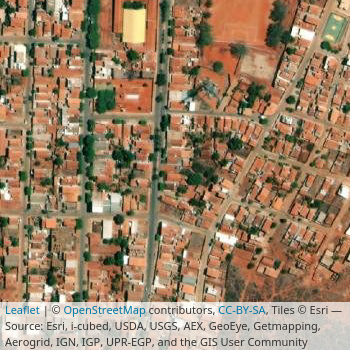 Leaflet | © OpenStreetMap contributors, CC-BY-SA, Tiles © Esri —
Source: Esri, i-cubed, USDA, USGS, AEX, GeoEye, Getmapping,
Aerogrid, IGN, IGP, UPR-EGP, and the GIS User Community